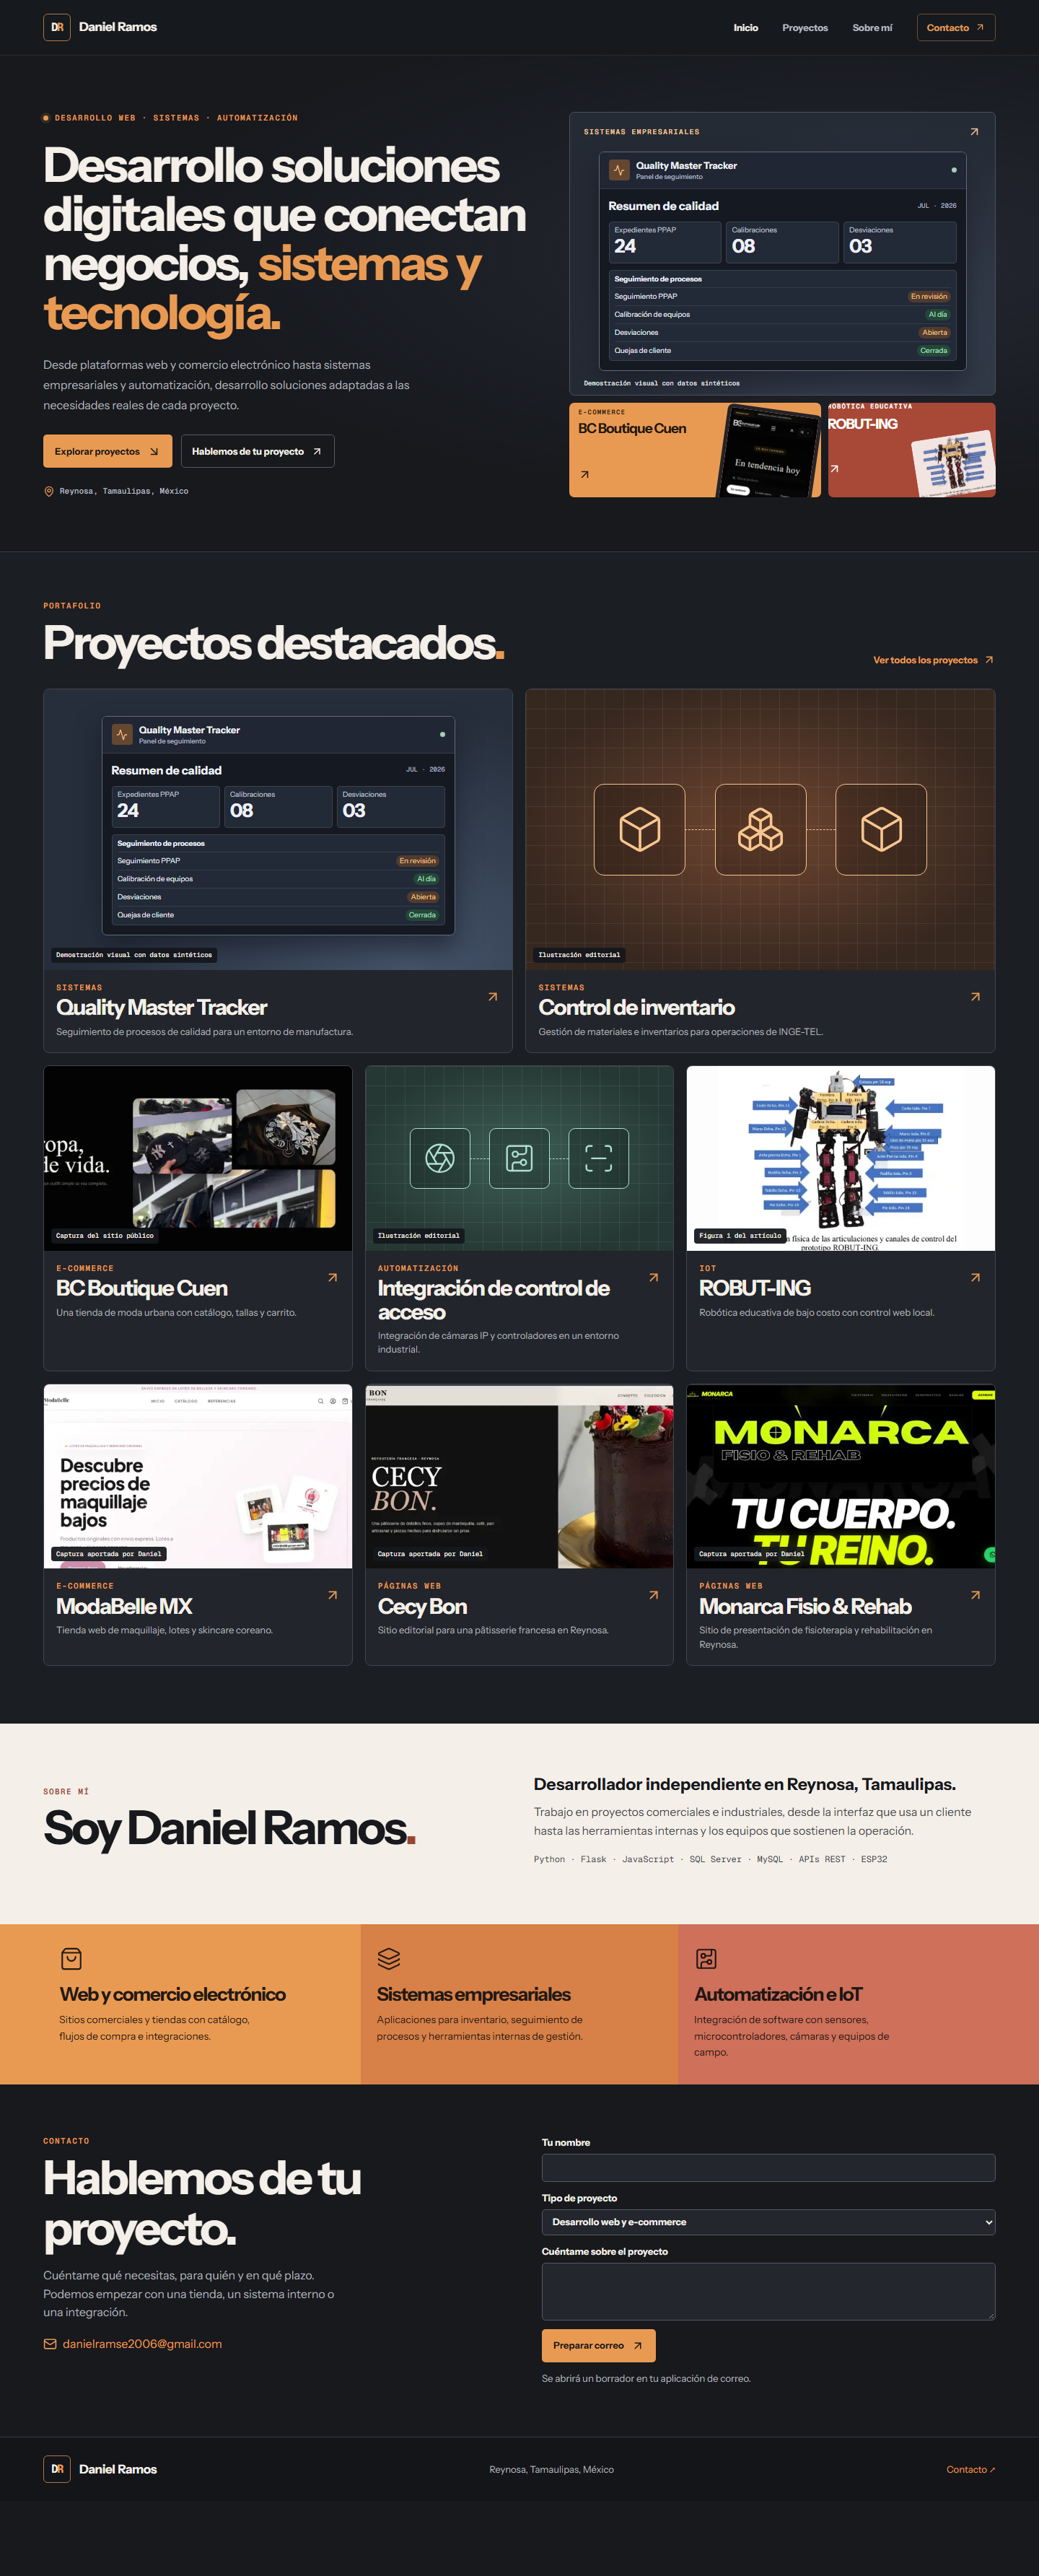 DR Daniel Ramos
Inicio
Proyectos
Sobre mí
Contacto
DESARROLLO WEB · SISTEMAS · AUTOMATIZACIÓN
Desarrollo soluciones
digitales que conectan
negocios, sistemas y
tecnología.
Desde plataformas web y comercio electrónico hasta sistemas
empresariales y automatización, desarrollo soluciones adaptadas a las
necesidades reales de cada proyecto.
Explorar proyectos
Hablemos de tu proyecto
Reynosa, Tamaulipas, México
SISTEMAS EMPRESARIALES
Quality Master Tracker
Panel de seguimiento
Resumen de calidad
JUL · 2026
Expedientes PPAP
24
Calibraciones
08
Desviaciones
03
Seguimiento de procesos
Seguimiento PPAP
En revisión
Calibración de equipos
Al día
Desviaciones
Abierta
Quejas de cliente
Cerrada
Demostración visual con datos sintéticos
E-COMMERCE
BC Boutique Cuen
En tendencia hoy
ROBÓTICA EDUCATIVA
ROBUT-ING
PORTAFOLIO
Proyectos destacados.
Ver todos los proyectos
Quality Master Tracker
Panel de seguimiento
Resumen de calidad
JUL · 2026
Expedientes PPAP
24
Calibraciones
08
Desviaciones
03
Seguimiento de procesos
Seguimiento PPAP
En revisión
Calibración de equipos
Al día
Desviaciones
Abierta
Quejas de cliente
Cerrada
Demostración visual con datos sintéticos
SISTEMAS
Quality Master Tracker
Seguimiento de procesos de calidad para un entorno de manufactura.
Ilustración editorial
SISTEMAS
Control de inventario
Gestión de materiales e inventarios para operaciones de INGE-TEL.
opa,
de vida.
Captura del sitio público
E-COMMERCE
BC Boutique Cuen
Una tienda de moda urbana con catálogo, tallas y carrito.
Ilustración editorial
AUTOMATIZACIÓN
Integración de control de
acceso
Integración de cámaras IP y controladores en un entorno
industrial.
Figura 1 del artículo
n física de las articulaciones y canales de control del
prototipo ROBUT-ING.
IOT
ROBUT-ING
Robótica educativa de bajo costo con control web local.
ModaBelle
INICIO
CATÁLOGO
REFERENCIAS
Descubre
precios de
maquillaje
bajos
Captura aportada por Daniel
E-COMMERCE
ModaBelle MX
Tienda web de maquillaje, lotes y skincare coreano.
BON
CECY
BON.
Captura aportada por Daniel
PÁGINAS WEB
Cecy Bon
Sitio editorial para una pâtisserie francesa en Reynosa.
MONARCA
MONARCA
FISIO & REHAB
TU CUERPO.
TU REINO.
Captura aportada por Daniel
PÁGINAS WEB
Monarca Fisio & Rehab
Sitio de presentación de fisioterapia y rehabilitación en
Reynosa.
SOBRE MÍ
Soy Daniel Ramos.
Desarrollador independiente en Reynosa, Tamaulipas.
Trabajo en proyectos comerciales e industriales, desde la interfaz que usa un cliente
hasta las herramientas internas y los equipos que sostienen la operación.
Python · Flask · JavaScript · SQL Server · MySQL · APIs REST · ESP32
Web y comercio electrónico
Sitios comerciales y tiendas con catálogo,
flujos de compra e integraciones.
Sistemas empresariales
Aplicaciones para inventario, seguimiento de
procesos y herramientas internas de gestión.
Automatización e IoT
Integración de software con sensores,
microcontroladores, cámaras y equipos de
campo.
CONTACTO
Hablemos de tu
proyecto.
Cuéntame qué necesitas, para quién y en qué plazo.
Podemos empezar con una tienda, un sistema interno o
una integración.
danielramse2006@gmail.com
Tu nombre
Tipo de proyecto
Desarrollo web y e-commerce
Cuéntame sobre el proyecto
Preparar correo
Se abrirá un borrador en tu aplicación de correo.
DR Daniel Ramos
Reynosa, Tamaulipas, México
Contacto ↗